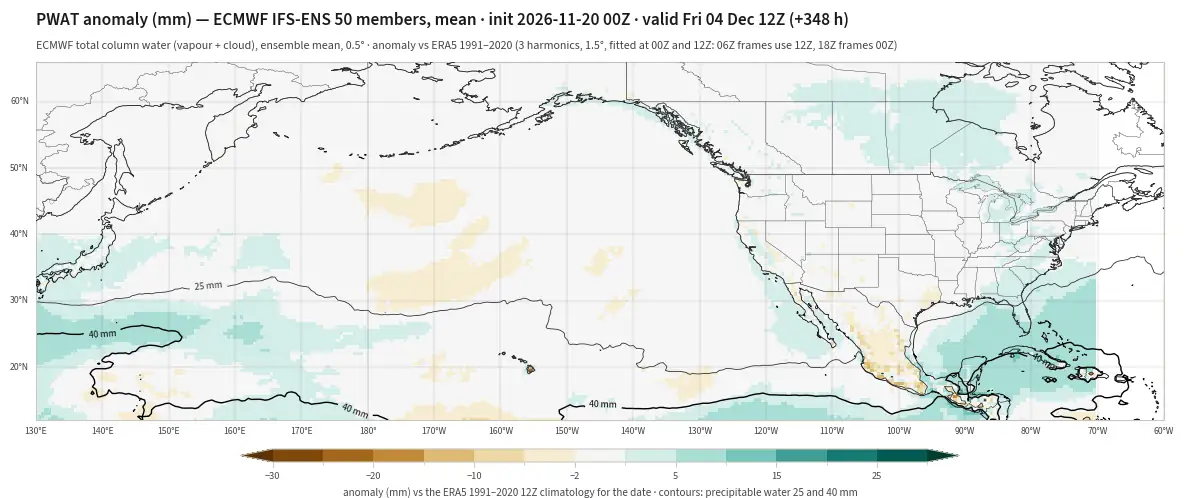 PWAT anomaly (mm) — ECMWF IFS-ENS 50 members, mean · init 2026-11-20 00Z · valid Fri 04 Dec 12Z (+348 h)
ECMWF total column water (vapour + cloud), ensemble mean, 0.5° · anomaly vs ERA5 1991–2020 (3 harmonics, 1.5°, fitted at 00Z and 12Z: 06Z frames use 12Z, 18Z frames 00Z)
60°N
50°N
40°N
30°N
20°N
25 mm
40 mm
40 mm
40 mm
130°E 140°E 150°E 160°E 170°E 180° 170°W 160°W 150°W 140°W 130°W 120°W 110°W 100°W 90°W 80°W 70°W 60°W
−30 −20 −10 −2 5 15 25
anomaly (mm) vs the ERA5 1991–2020 12Z climatology for the date · contours: precipitable water 25 and 40 mm